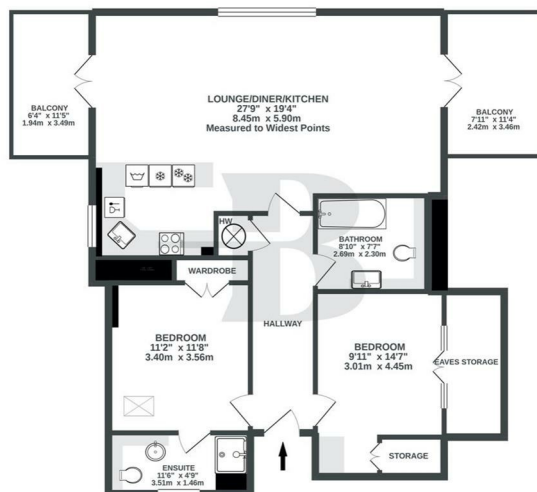 BALCONY
6'4" x 11'5"
1.94m x 3.49m
LOUNGE/DINER/KITCHEN
27'9" x 19'4"
8.45m x 5.90m
Measured to Widest Points
BALCONY
7'11" x 11'4"
2.42m x 3.46m
HW
BATHROOM
8'10" x 7'7"
2.69m x 2.30m
WARDROBE
HALLWAY
BEDROOM
11'2" x 11'8"
3.40m x 3.56m
BEDROOM
9'11" x 14'7"
3.01m x 4.45m
EAVES STORAGE
STORAGE
ENSUITE
11'6" x 4'9"
3.51m x 1.46m
B